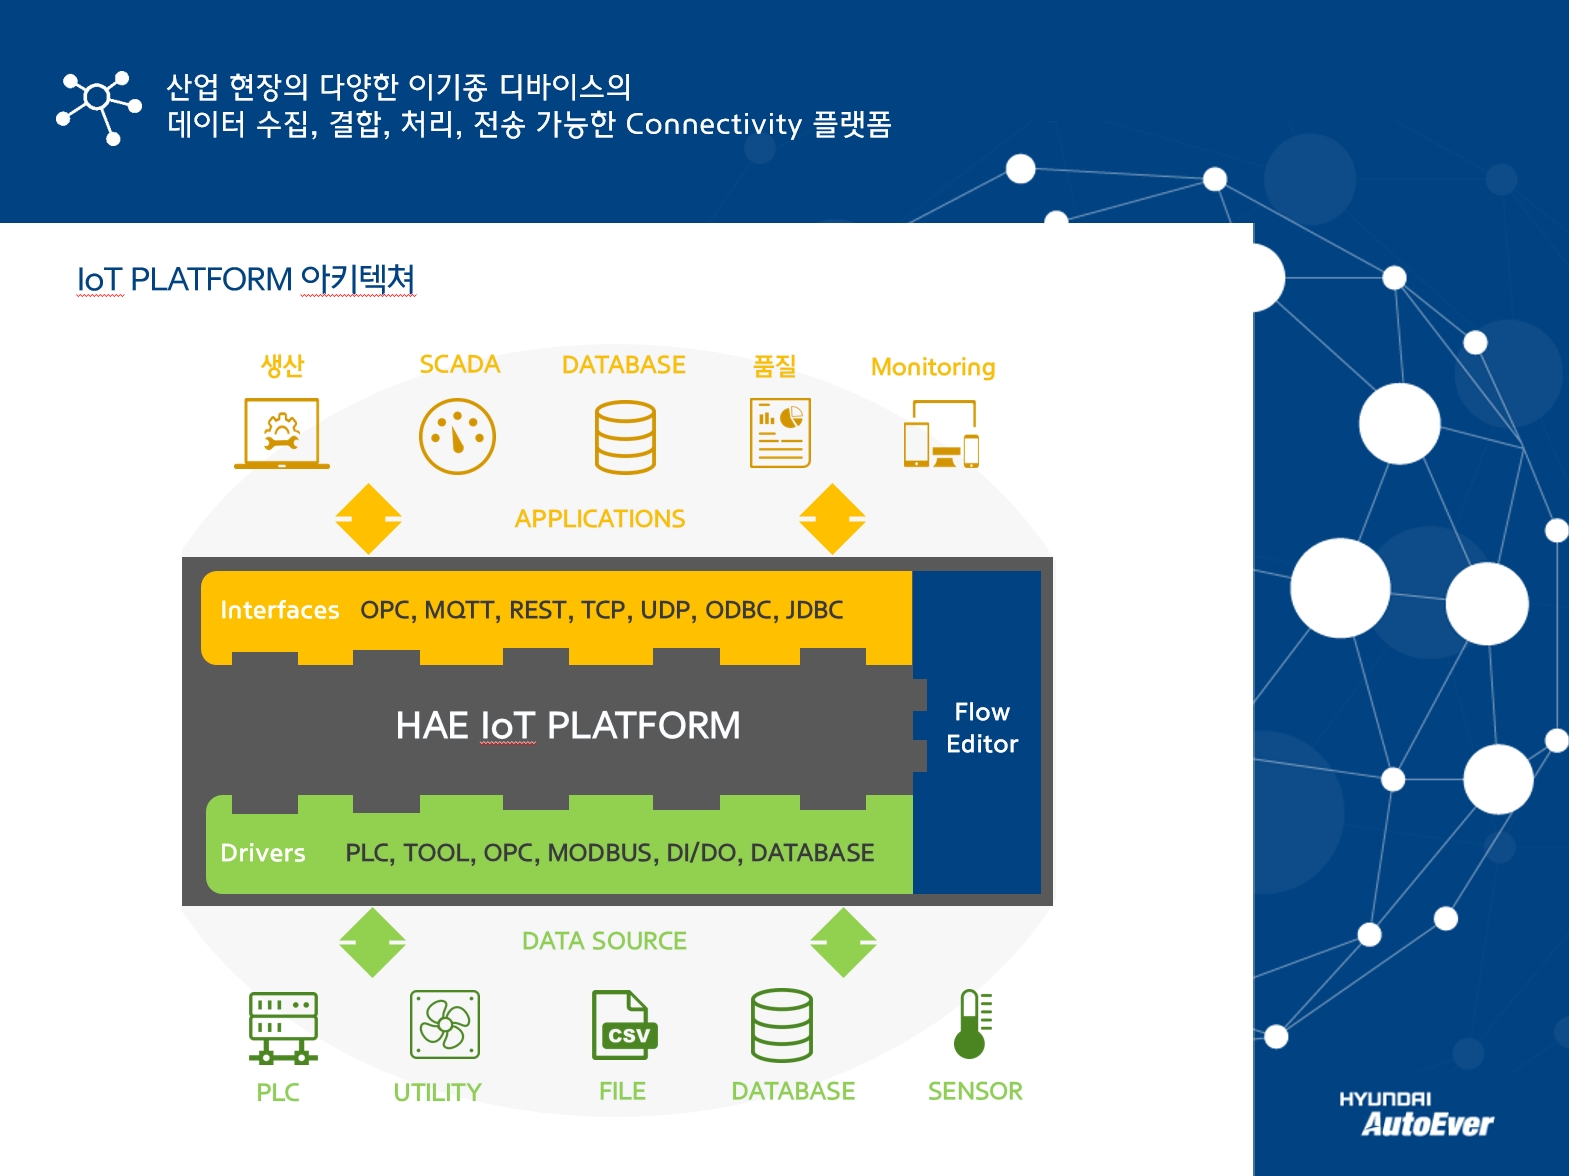 산업 현장의 다양한 이기종 디바이스의
데이터 수집, 결합, 처리, 전송 가능한 Connectivity 플랫폼
IoT PLATFORM 아키텍쳐
생산 SCADA DATABASE 품질 Monitoring
APPLICATIONS
Interfaces OPC, MQTT, REST, TCP, UDP, ODBC, JDBC
HAE IoT PLATFORM
Flow
Editor
Drivers PLC, TOOL, OPC, MODBUS, DI/DO, DATABASE
DATA SOURCE
CSV
PLC UTILITY FILE DATABASE SENSOR
HYUNDAI
AutoEver